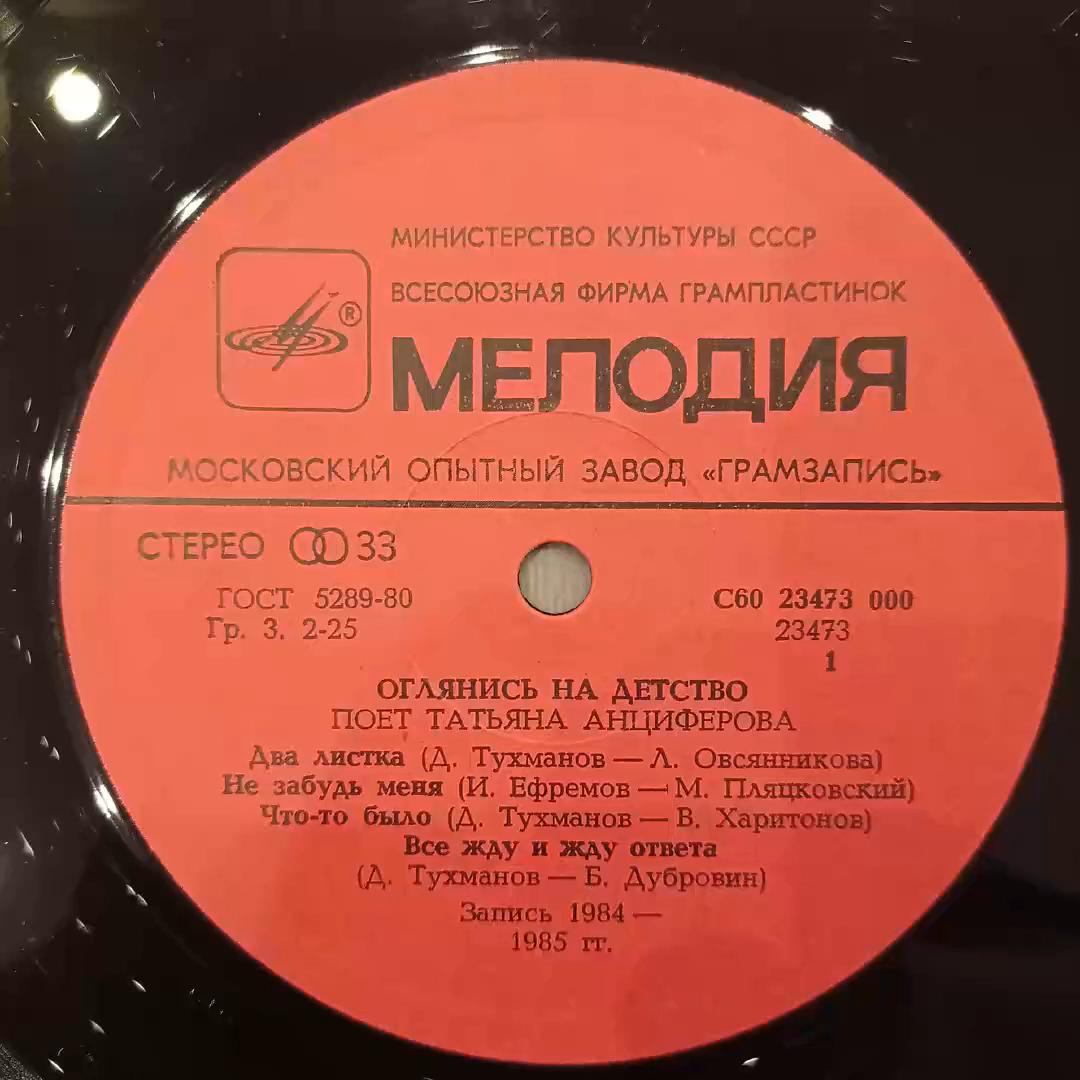 МИНИСТЕРСТВО КУЛЬТУРЫ СССР
ВСЕСОЮЗНАЯ ФИРМА ГРАМПЛАСТИНОК
®
МЕЛОДИЯ
МОСКОВСКИЙ ОПЫТНЫЙ ЗАВОД «ГРАМЗАПИСЬ»
СТЕРЕО 33
ГОСТ 5289-80
Гр. 3. 2-25
С60 23473 000
23473
1
ОГЛЯНИСЬ НА ДЕТСТВО
ПОЕТ ТАТЬЯНА АНЦИФЕРОВА
Два листка (Д. Тухманов — Л. Овсянникова)
Не забудь меня (И. Ефремов — М. Пляцковский)
Что-то было (Д. Тухманов — В. Харитонов)
Все жду и жду ответа
(Д. Тухманов — Б. Дубровин)
Запись 1984 —
1985 гг.